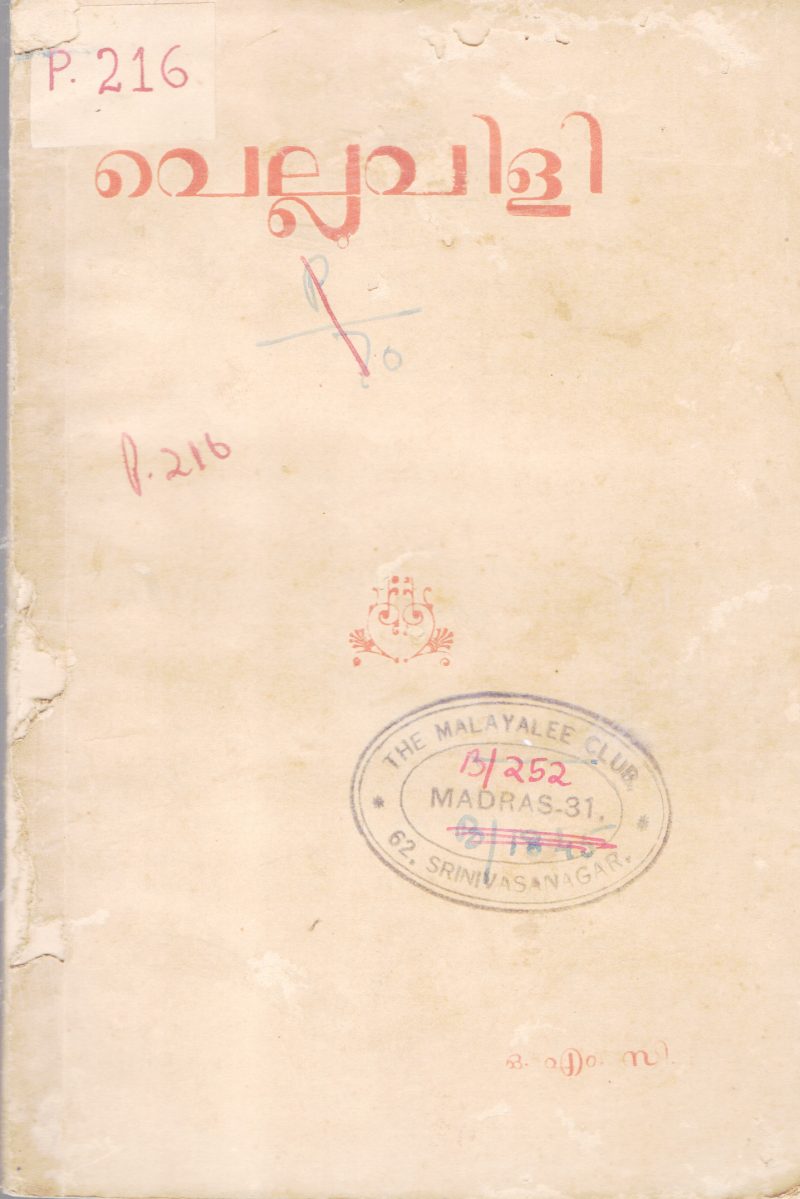 P. 216
വെല്ലുവിളി
P
P. 216
THE MALAYALEE CLUB.
B/252
MADRAS-31.
62, SRINIVASANAGAR.
ഒ. എം. സി.